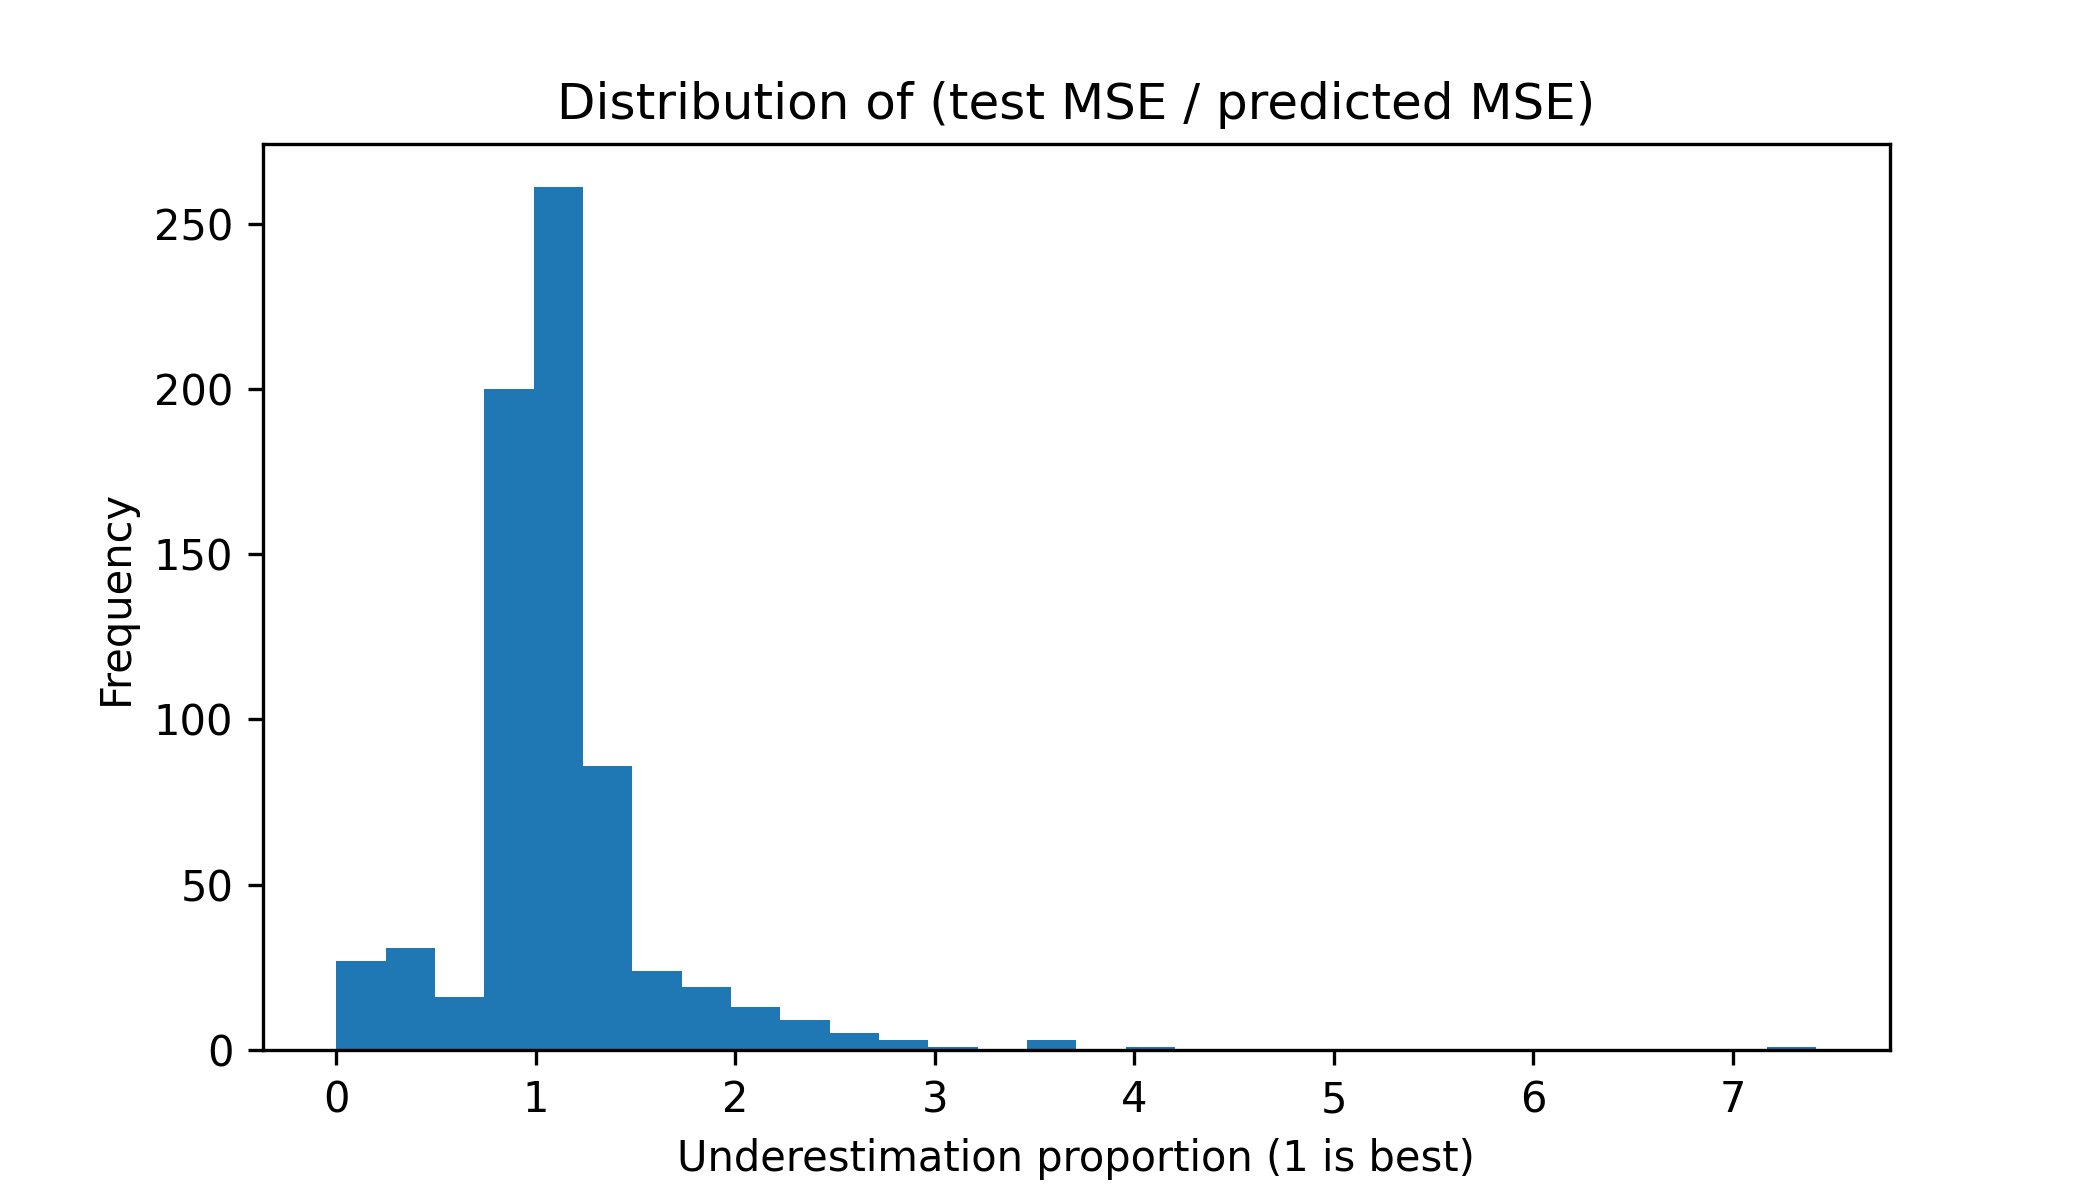 Distribution of (test MSE / predicted MSE)
Frequency
250
200
150
100
50
0
0 1 2 3 4 5 6 7
Underestimation proportion (1 is best)